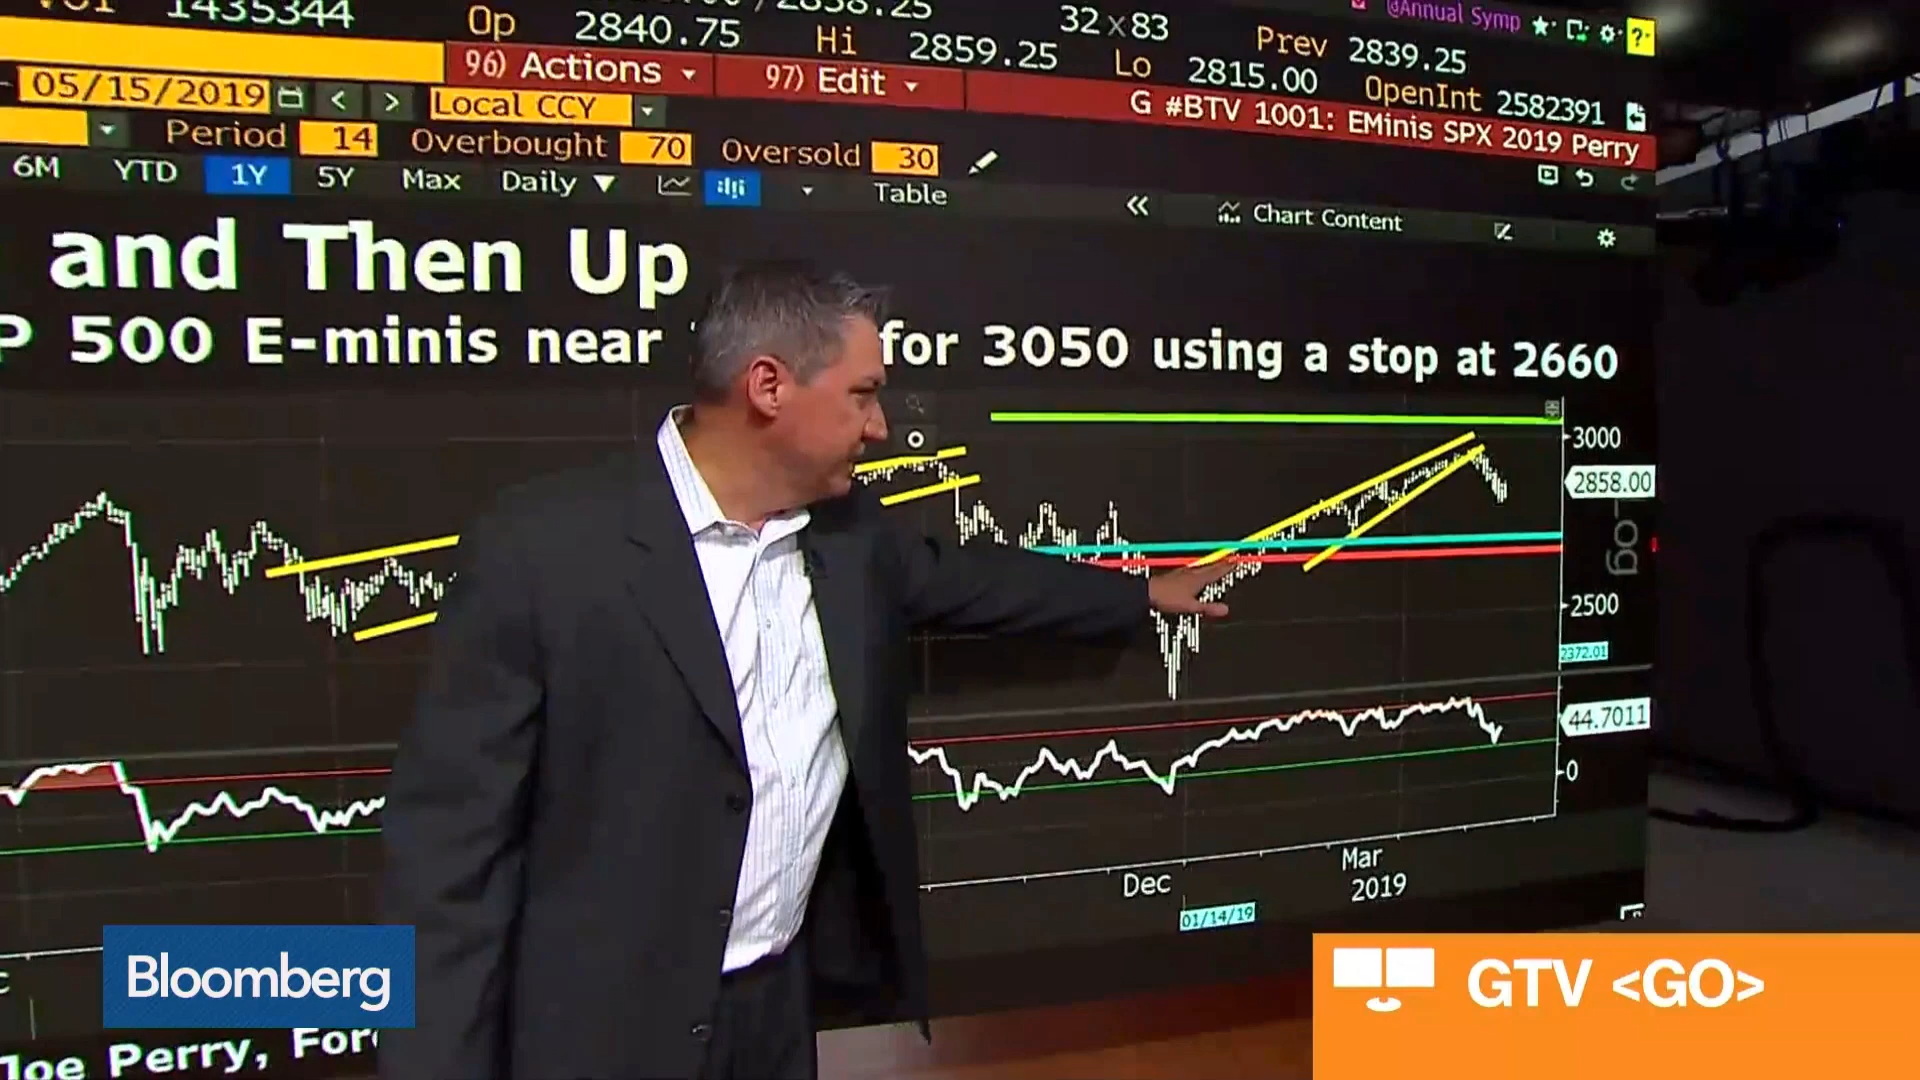 1435344 Op 2840.75 Hi 2859.25 32x83 Lo 2815.00 Prev 2839.25 OpenInt 2582391
@Annual Symp
?
96) Actions 97) Edit G #BTV 1001: EMinis SPX 2019 Perry
05/15/2019 < > Local CCY
Period 14 Overbought 70 Oversold 30
6M YTD 1Y 5Y Max Daily Table
« Chart Content
and Then Up
P 500 E-minis near for 3050 using a stop at 2660
3000
2858.00
Log
2500
2372.01
44.7011
0
Dec Mar
2019
01/14/19
Bloomberg
GTV <GO>
Joe Perry,